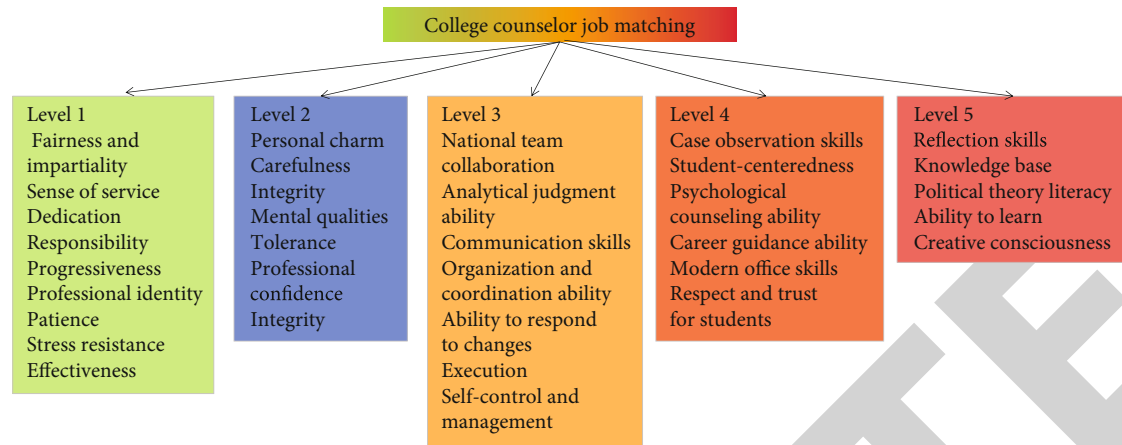 College counselor job matching
Level 1
Fairness and
impartiality
Sense of service
Dedication
Responsibility
Progressiveness
Professional identity
Patience
Stress resistance
Effectiveness
Level 2
Personal charm
Carefulness
Integrity
Mental qualities
Tolerance
Professional
confidence
Integrity
Level 3
National team
collaboration
Analytical judgment
ability
Communication skills
Organization and
coordination ability
Ability to respond
to changes
Execution
Self-control and
management
Level 4
Case observation skills
Student-centeredness
Psychological
counseling ability
Career guidance ability
Modern office skills
Respect and trust
for students
Level 5
Reflection skills
Knowledge base
Political theory literacy
Ability to learn
Creative consciousness